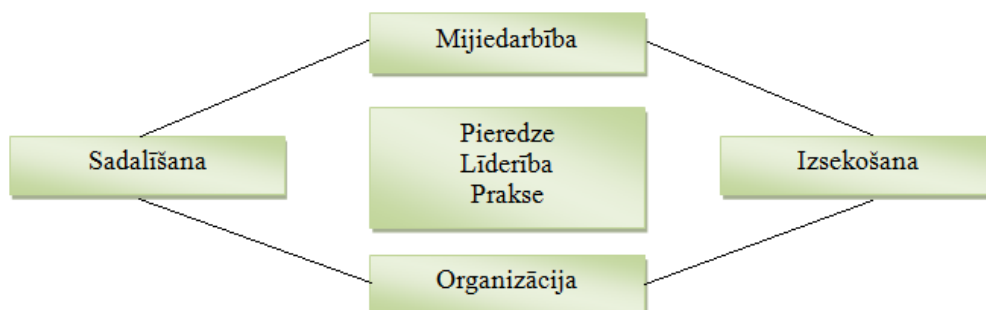 Mijiedarbība
Pieredze
Līderība
Prakse
Sadalīšana
Izsekošana
Organizācija